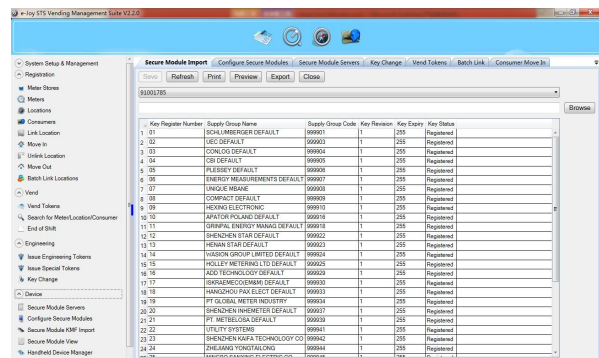 e-Joy STS Vending Management Suite V2.2.0
System Setup & Management
Registration
Meter Stores
Meters
Locations
Consumers
Link Location
Move In
Unlink Location
Move Out
Batch Link Locations
Vend
Vend Tokens
Search for Meter/Location/Consumer
End of Shift
Engineering
Issue Engineering Tokens
Issue Special Tokens
Key Change
Device
Secure Module Servers
Configure Secure Modules
Secure Module KMF Import
Secure Module View
Handheld Device Manager
Secure Module Import Configure Secure Modules Secure Module Servers Key Change Vend Tokens Batch Link Consumer Move In
Save Refresh Print Preview Export Close
91001785
Browse
Key Register Number Supply Group Name Supply Group Code Key Revision Key Expiry Key Status
1 01 SCHLUMBERGER DEFAULT 999901 1 255 Registered
2 02 UEC DEFAULT 999903 1 255 Registered
3 03 CONLOG DEFAULT 999904 1 255 Registered
4 04 CBI DEFAULT 999905 1 255 Registered
5 05 PLESSEY DEFAULT 999906 1 255 Registered
6 06 ENERGY MEASUREMENTS DEFAULT 999907 1 255 Registered
7 07 UNIQUE MBANE 999908 1 255 Registered
8 08 COMPACT DEFAULT 999909 1 255 Registered
9 09 HEXING ELECTRONIC 999910 1 255 Registered
10 10 APATOR POLAND DEFAULT 999916 1 255 Registered
11 11 GRINPAL ENERGY MANAG DEFAULT 999918 1 255 Registered
12 12 SHENZHEN STAR DEFAULT 999922 1 255 Registered
13 13 HENAN STAR DEFAULT 999923 1 255 Registered
14 14 WASION GROUP LIMITED DEFAULT 999924 1 255 Registered
15 15 HOLLEY METERING LTD DEFAULT 999925 1 255 Registered
16 16 ADD TECHNOLOGY DEFAULT 999929 1 255 Registered
17 17 ISKRAEMECO(EM&M) DEFAULT 999930 1 255 Registered
18 18 HANGZHOU PAX ELECT DEFAULT 999933 1 255 Registered
19 19 PT GLOBAL METER INDUSTRY 999934 1 255 Registered
20 20 SHENZHEN INHEMETER DEFAULT 999937 1 255 Registered
21 21 PT. METBELOSA DEFAULT 999939 1 255 Registered
22 22 UTILITY SYSTEMS 999941 1 255 Registered
23 23 SHENZHEN KAIFA TECHNOLOGY CO 999942 1 255 Registered
24 24 ZHEJIANG YONGTAILONG 999944 1 255 Registered